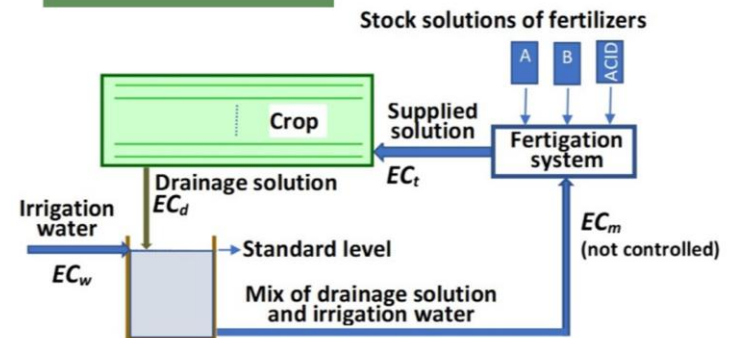 Stock solutions of fertilizers
A
B
ACID
Crop
Supplied
solution
Fertigation
system
ECt
Drainage solution
ECd
Irrigation
water
ECw
Standard level
ECm
(not controlled)
Mix of drainage solution
and irrigation water